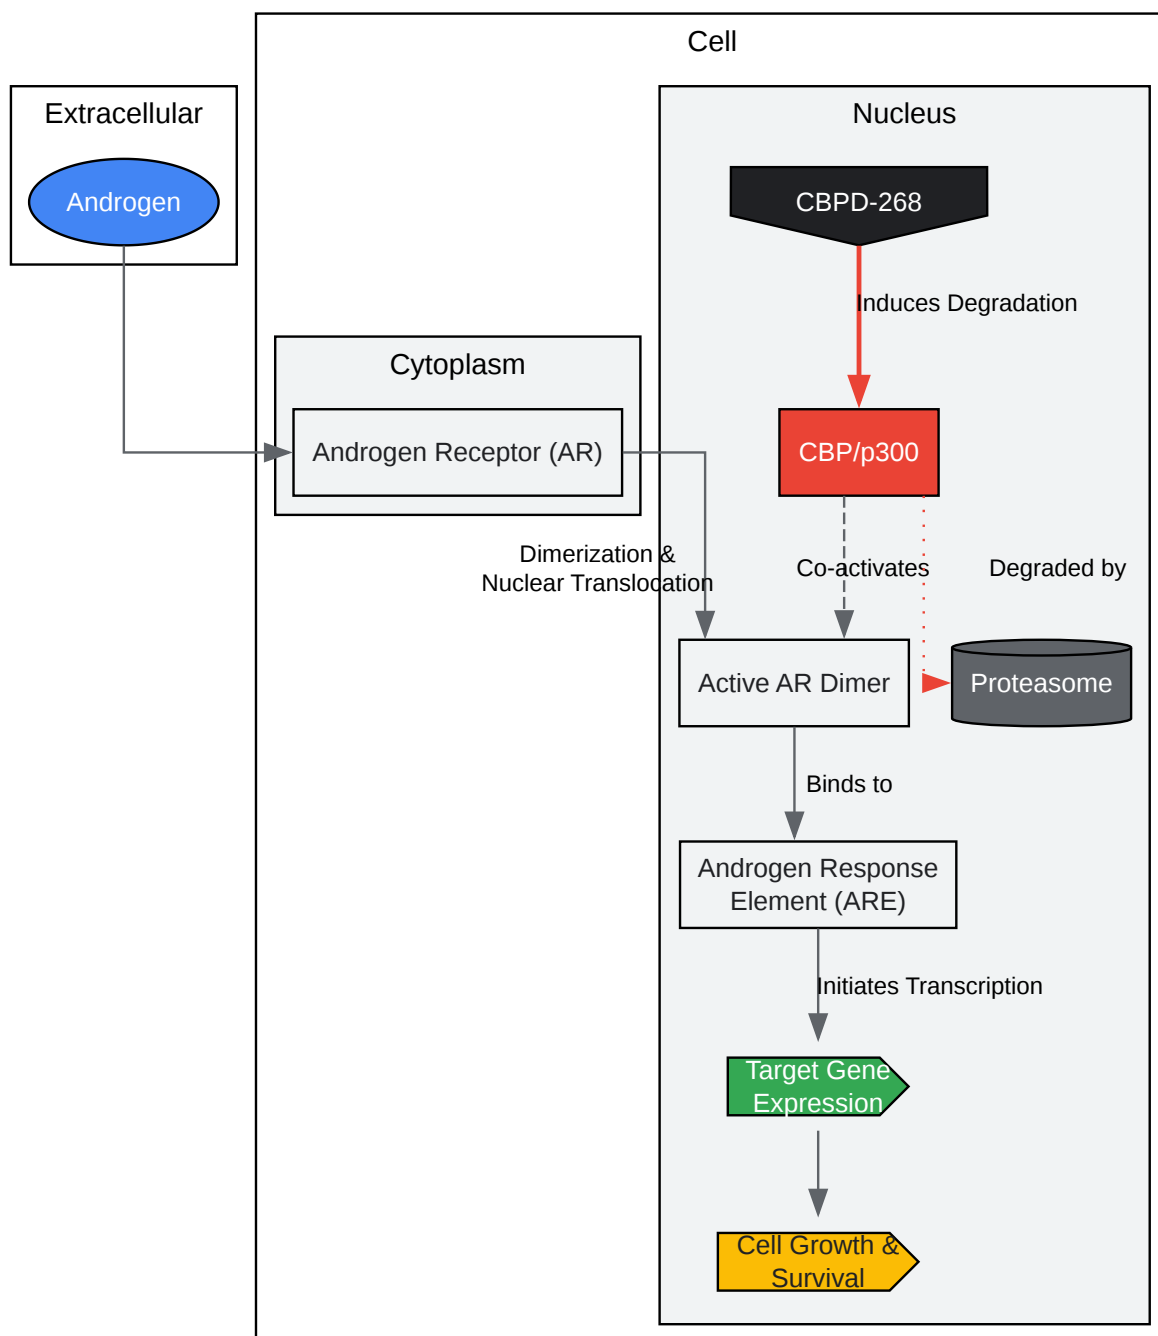 Cell
Extracellular
Nucleus
Androgen
CBPD-268
Induces Degradation
Cytoplasm
Androgen Receptor (AR)
CBP/p300
Dimerization &
Nuclear Translocation
Co-activates
Degraded by
Active AR Dimer
Proteasome
Binds to
Androgen Response
Element (ARE)
Initiates Transcription
Target Gene
Expression
Cell Growth &
Survival